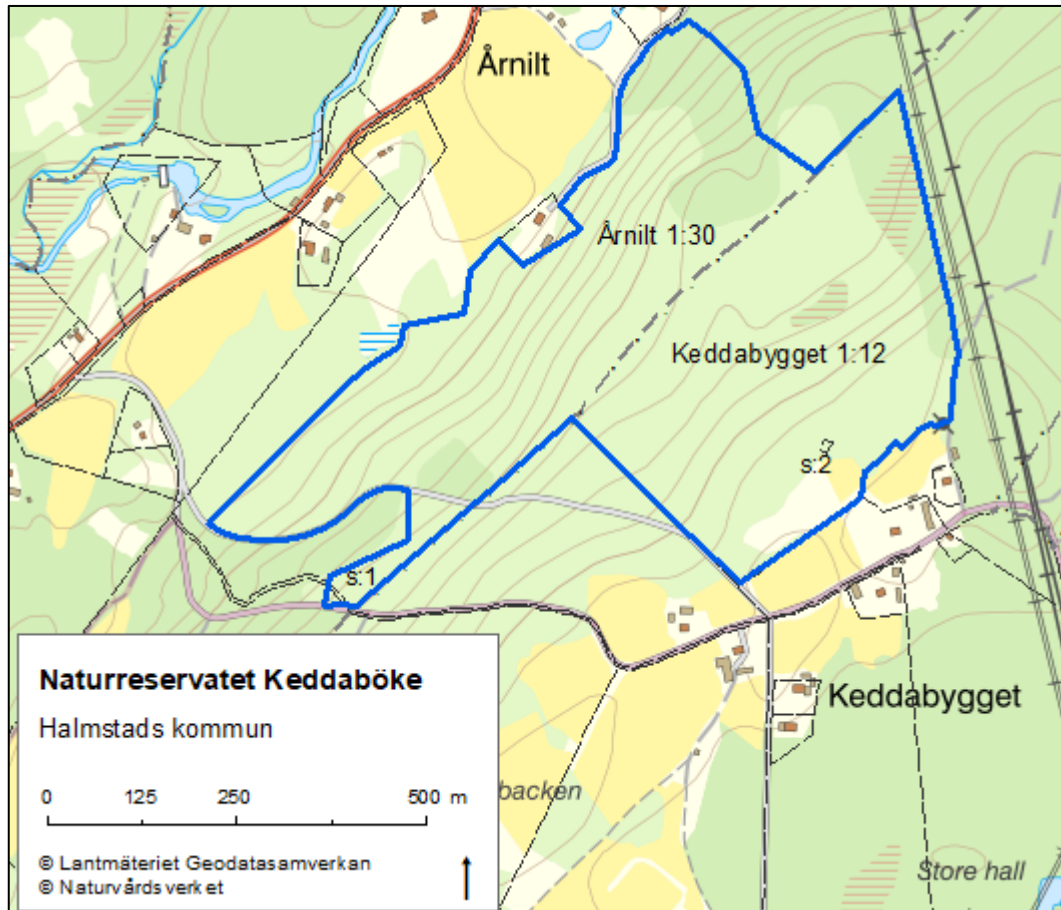 Årnilt
Årnilt 1:30
Keddabygget 1:12
s:2
s:1
Keddabygget
backen
Store hall
Naturreservatet Keddaböke
Halmstads kommun
0 125 250 500 m
© Lantmäteriet Geodatasamverkan
© Naturvårdsverket